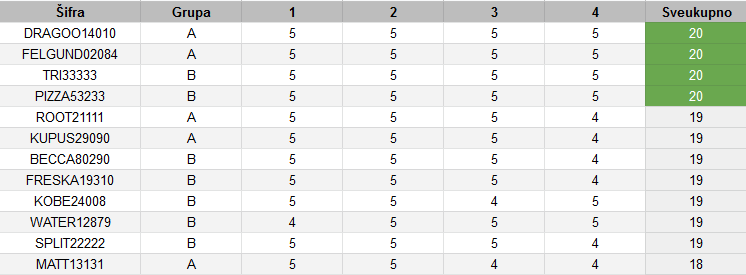 Šifra Grupa 1 2 3 4 Sveukupno
DRAGOO14010 A 5 5 5 5 20
FELGUND02084 A 5 5 5 5 20
TRI33333 B 5 5 5 5 20
PIZZA53233 B 5 5 5 5 20
ROOT21111 A 5 5 5 4 19
KUPUS29090 A 5 5 5 4 19
BECCA80290 B 5 5 5 4 19
FRESKA19310 B 5 5 5 4 19
KOBE24008 B 5 5 4 5 19
WATER12879 B 4 5 5 5 19
SPLIT22222 B 5 5 5 4 19
MATT13131 A 5 5 4 4 18